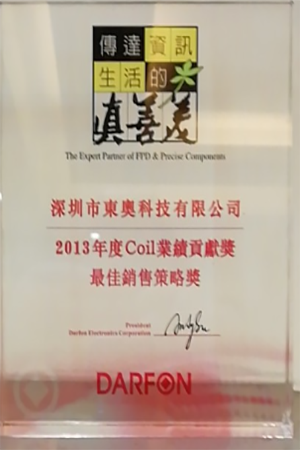 傳達資訊
生活的
真善美
The Expert Partner of FPD & Precise Components
深圳市東奧科技有限公司
2013年度Coil業績貢獻獎
最佳銷售策略獎
President
Darfon Electronics Corporation
DARFON